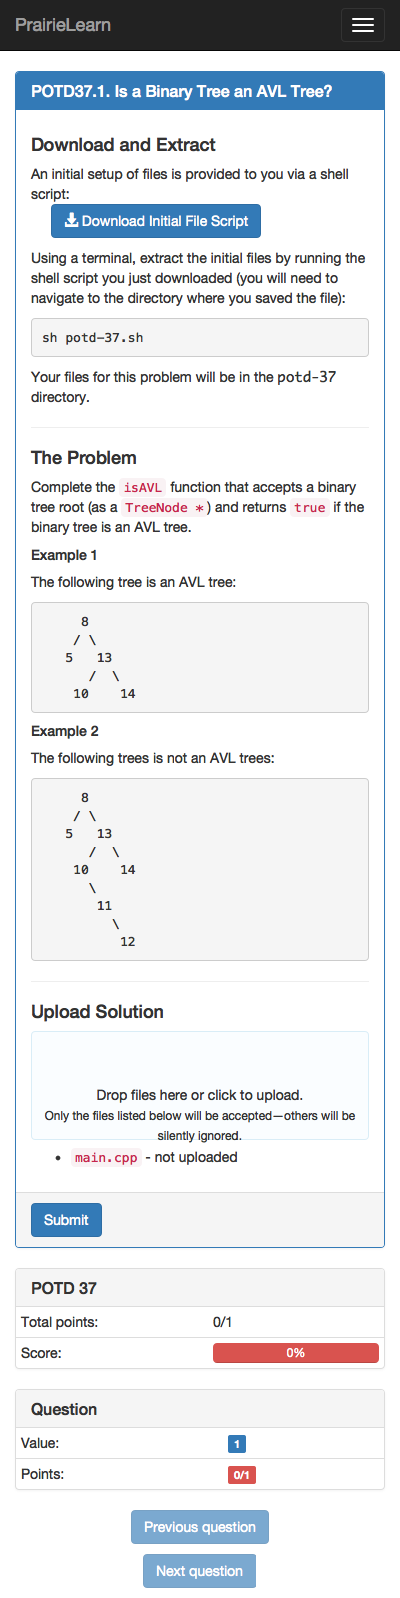 PrairieLearn
POTD37.1. Is a Binary Tree an AVL Tree?
Download and Extract
An initial setup of files is provided to you via a shell
script:
Download Initial File Script
Using a terminal, extract the initial files by running the
shell script you just downloaded (you will need to
navigate to the directory where you saved the file):
sh potd-37.sh
Your files for this problem will be in the potd-37
directory.
The Problem
Complete the isAVL function that accepts a binary
tree root (as a TreeNode *) and returns true if the
binary tree is an AVL tree.
Example 1
The following tree is an AVL tree:
8
/ \
5 13
/ \
10 14
Example 2
The following trees is not an AVL trees:
8
/ \
5 13
/ \
10 14
\
11
\
12
Upload Solution
Drop files here or click to upload.
Only the files listed below will be accepted—others will be
silently ignored.
• main.cpp - not uploaded
Submit
POTD 37
Total points: 0/1
Score: 0%
Question
Value: 1
Points: 0/1
Previous question
Next question